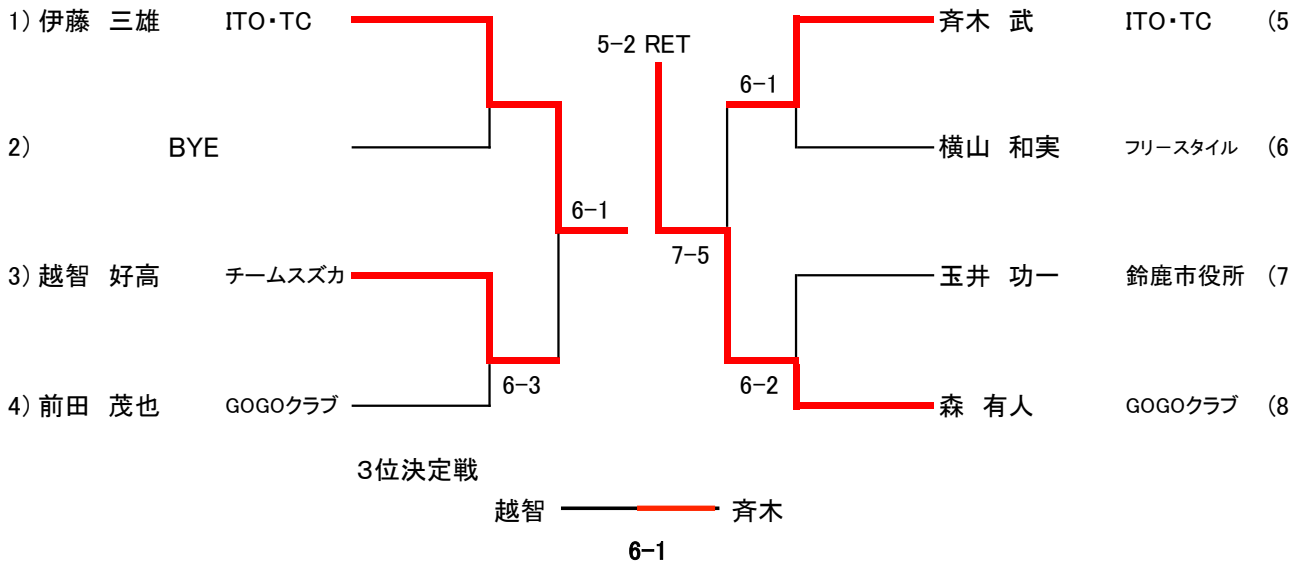 1) 伊藤 三雄 ITO・TC
斉木 武 ITO・TC (5
5-2 RET
6-1
2) BYE
横山 和実 フリースタイル (6
6-1
7-5
3) 越智 好高 チームスズカ
玉井 功一 鈴鹿市役所 (7
6-3
6-2
4) 前田 茂也 GOGOクラブ
森 有人 GOGOクラブ (8
3位決定戦
越智 斉木
6-1